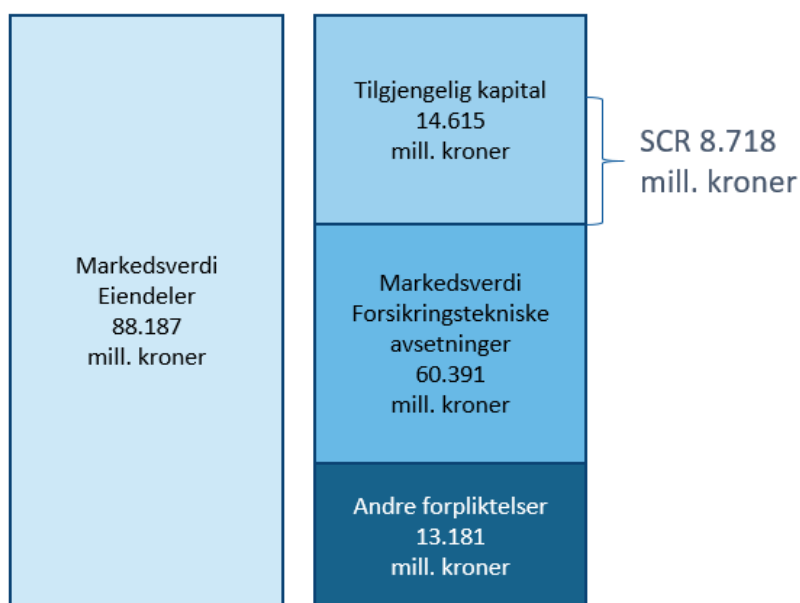 Markedsverdi
Eiendeler
88.187
mill. kroner
Tilgjengelig kapital
14.615
mill. kroner
SCR 8.718
mill. kroner
Markedsverdi
Forsikringstekniske
avsetninger
60.391
mill. kroner
Andre forpliktelser
13.181
mill. kroner